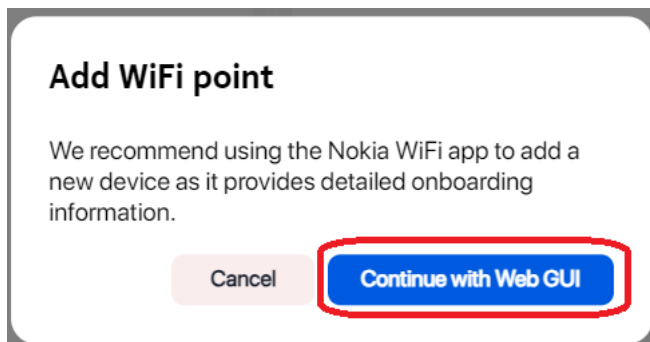 Add WiFi point
We recommend using the Nokia WiFi app to add a
new device as it provides detailed onboarding
information.
Cancel
Continue with Web GUI